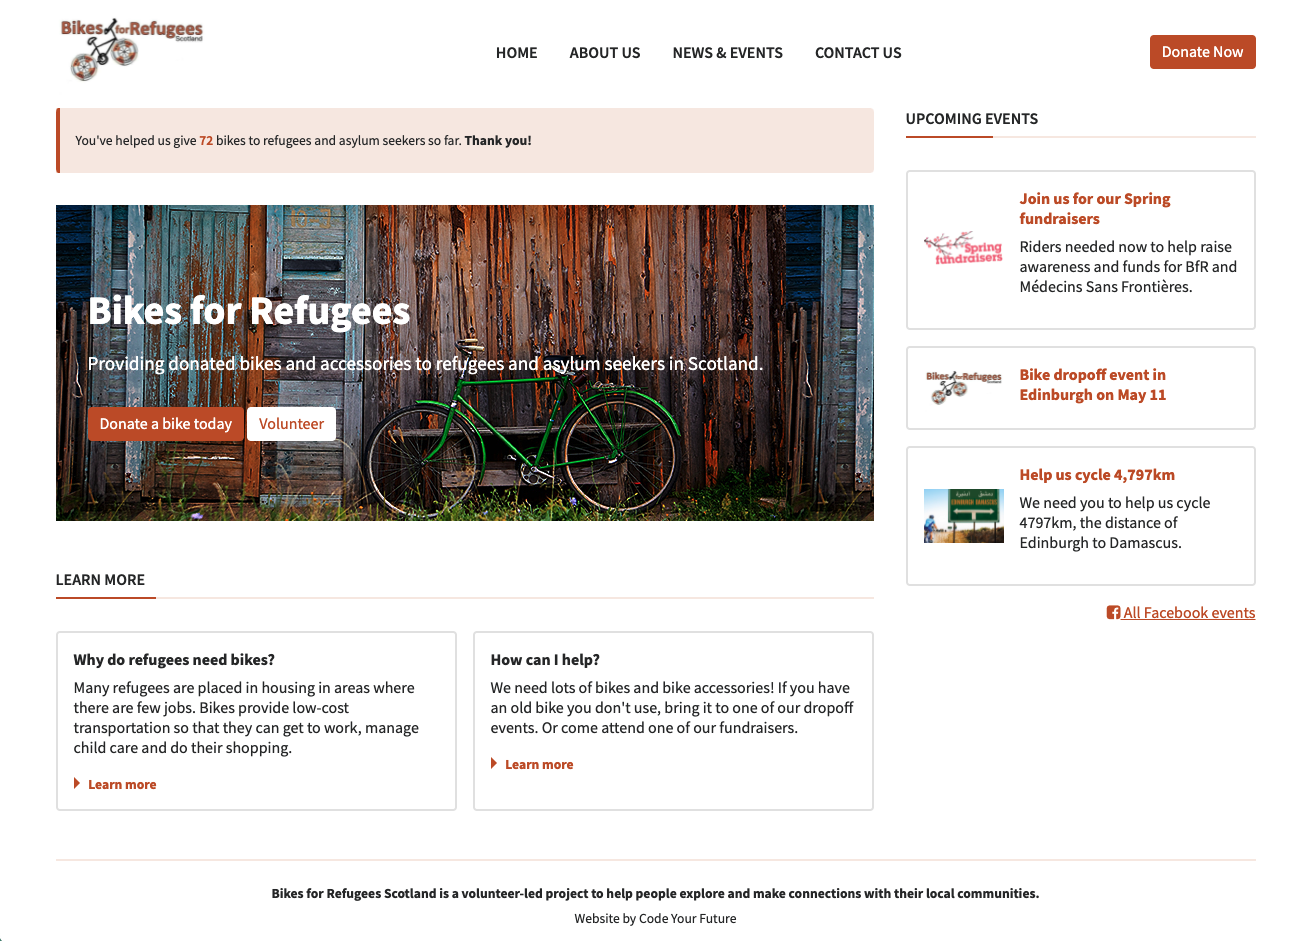 Bikes for Refugees
Scotland
HOME
ABOUT US
NEWS & EVENTS
CONTACT US
Donate Now
You've helped us give 72 bikes to refugees and asylum seekers so far. Thank you!
Bikes for Refugees
Providing donated bikes and accessories to refugees and asylum seekers in Scotland.
Donate a bike today
Volunteer
LEARN MORE
Why do refugees need bikes?
Many refugees are placed in housing in areas where
there are few jobs. Bikes provide low-cost
transportation so that they can get to work, manage
child care and do their shopping.
Learn more
How can I help?
We need lots of bikes and bike accessories! If you have
an old bike you don't use, bring it to one of our dropoff
events. Or come attend one of our fundraisers.
Learn more
UPCOMING EVENTS
Spring
fundraisers
Join us for our Spring
fundraisers
Riders needed now to help raise
awareness and funds for BfR and
Médecins Sans Frontières.
Bikes for Refugees
Bike dropoff event in
Edinburgh on May 11
Help us cycle 4,797km
We need you to help us cycle
4797km, the distance of
Edinburgh to Damascus.
All Facebook events
Bikes for Refugees Scotland is a volunteer-led project to help people explore and make connections with their local communities.
Website by Code Your Future